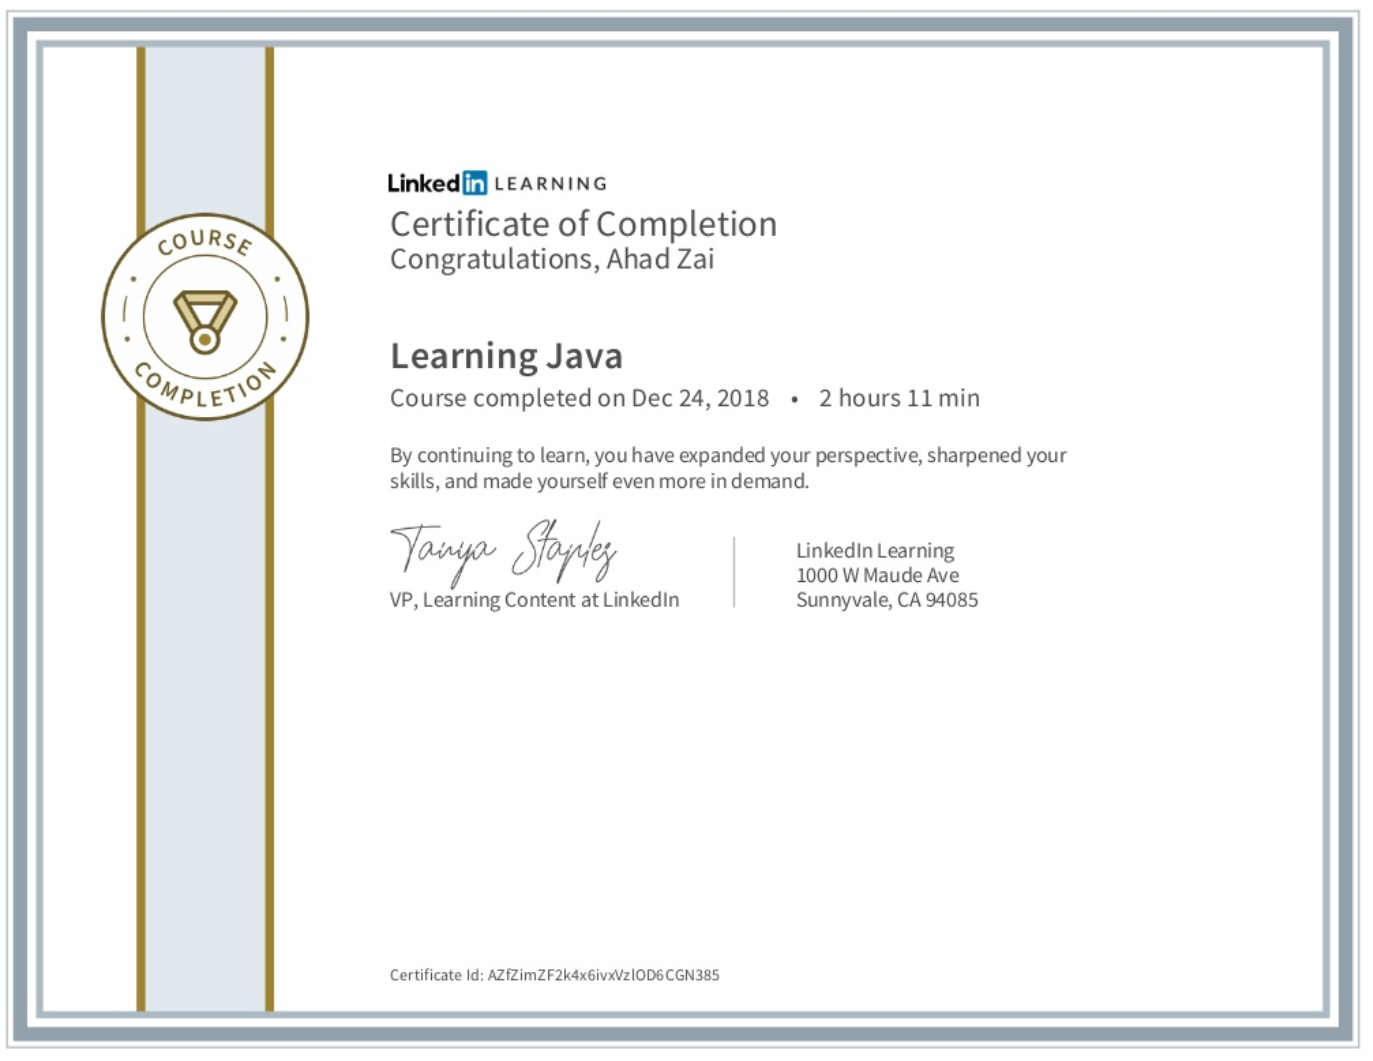 COURSE
COMPLETION
Linkedin LEARNING
Certificate of Completion
Congratulations, Ahad Zai
Learning Java
Course completed on Dec 24, 2018 • 2 hours 11 min
By continuing to learn, you have expanded your perspective, sharpened your
skills, and made yourself even more in demand.
Tanya Staples
VP, Learning Content at LinkedIn
LinkedIn Learning
1000 W Maude Ave
Sunnyvale, CA 94085
Certificate Id: AZfZimZF2k4x6ivxVzlOD6CGN385